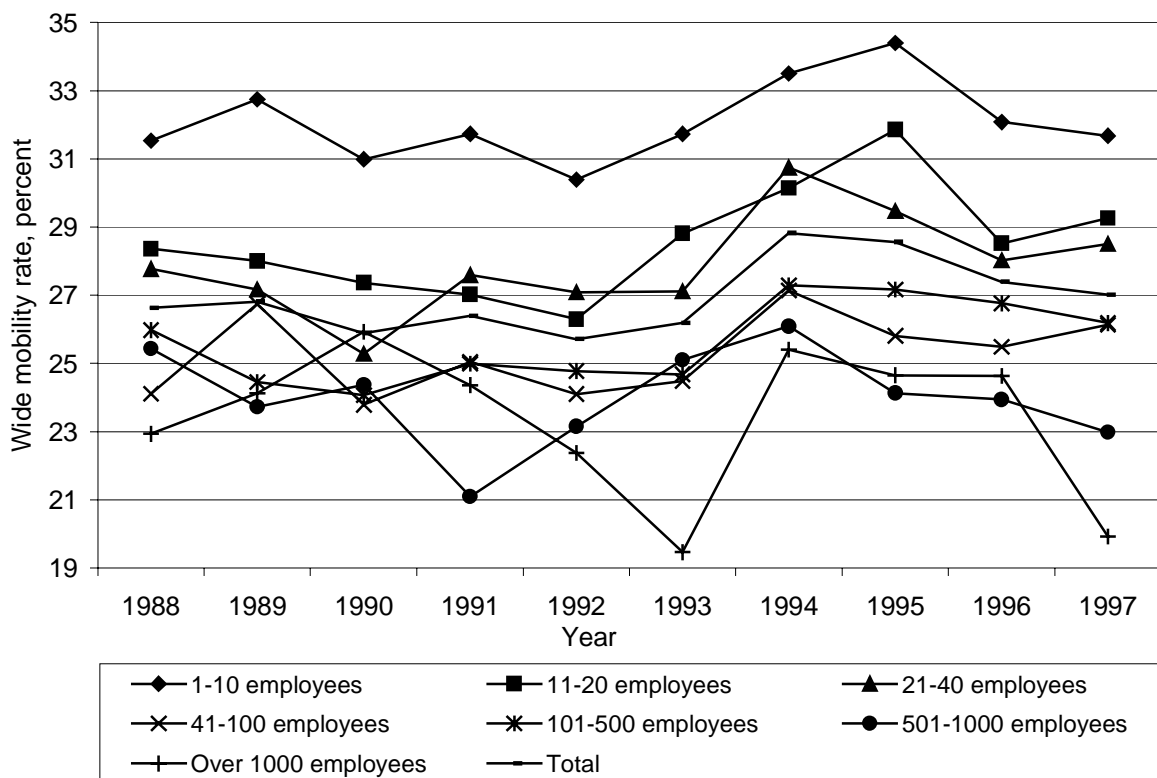 35
33
31
29
27
25
23
21
19
Wide mobility rate, percent
1988 1989 1990 1991 1992 1993 1994 1995 1996 1997
Year
1-10 employees 11-20 employees 21-40 employees
41-100 employees 101-500 employees 501-1000 employees
Over 1000 employees Total